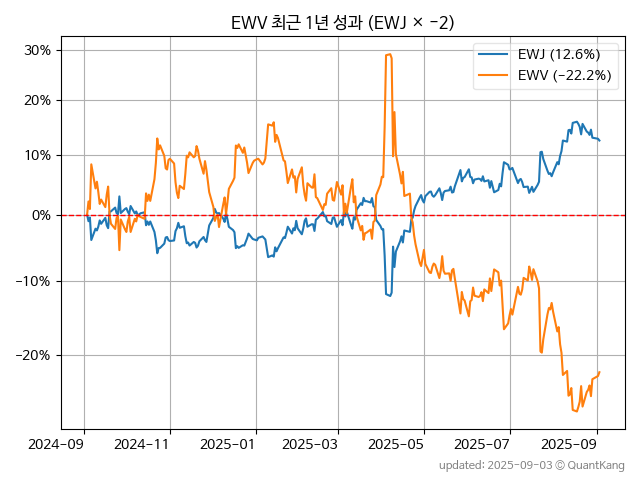 EWV 최근 1년 성과 (EWJ × -2)
EWJ (12.6%)
EWV (-22.2%)
30%
20%
10%
0%
-10%
-20%
2024-09 2024-11 2025-01 2025-03 2025-05 2025-07 2025-09
updated: 2025-09-03 ⓒ QuantKang